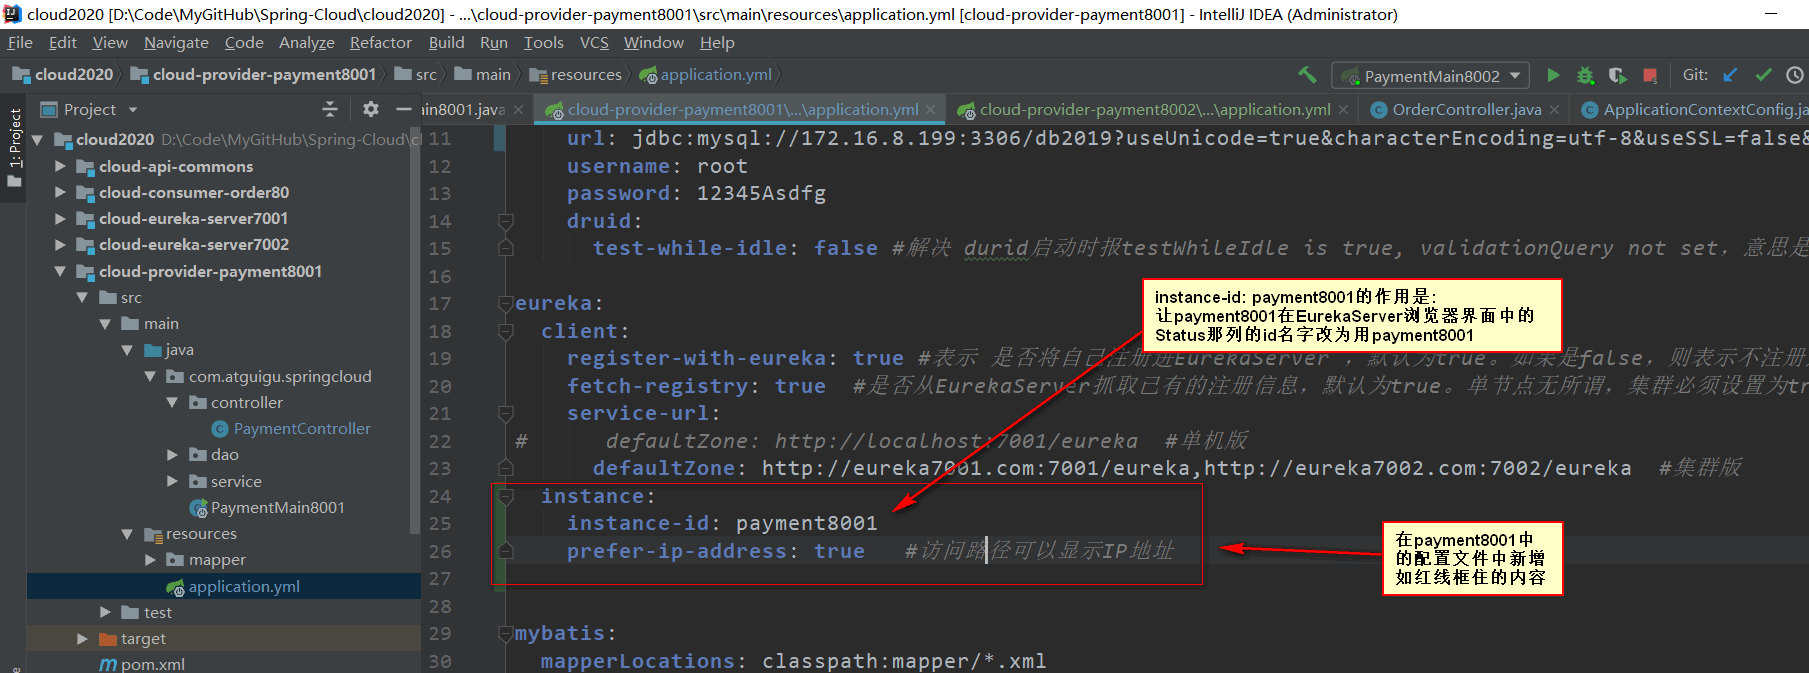 cloud2020 [D:\Code\MyGitHub\Spring-Cloud\cloud2020] - ...\cloud-provider-payment8001\src\main\resources\application.yml [cloud-provider-payment8001] - IntelliJ IDEA (Administrator)
File Edit View Navigate Code Analyze Refactor Build Run Tools VCS Window Help
cloud2020 cloud-provider-payment8001 src main resources application.yml PaymentMain8002 Git:
Project ain8001.java cloud-provider-payment8001\...\application.yml cloud-provider-payment8002\...\application.yml OrderController.java ApplicationContextConfig.ja
1: Project
cloud2020 D:\Code\MyGitHub\Spring-Cloud\c
cloud-api-commons
cloud-consumer-order80
cloud-eureka-server7001
cloud-eureka-server7002
cloud-provider-payment8001
src
main
java
com.atguigu.springcloud
controller
PaymentController
dao
service
PaymentMain8001
resources
mapper
application.yml
test
target
pom.xml
11 url: jdbc:mysql://172.16.8.199:3306/db2019?useUnicode=true&characterEncoding=utf-8&useSSL=false&
12 username: root
13 password: 12345Asdfg
14 druid:
15 test-while-idle: false #解决 durid启动时报testWhileIdle is true, validationQuery not set，意思是
16
17 eureka:
18 client:
19 register-with-eureka: true #表示 是否将自己注册进EurekaServer ，默认为true。如果是false，则表示不注册
20 fetch-registry: true #是否从EurekaServer抓取已有的注册信息，默认为true。单节点无所谓，集群必须设置为tr
21 service-url:
22 # defaultZone: http://localhost:7001/eureka #单机版
23 defaultZone: http://eureka7001.com:7001/eureka,http://eureka7002.com:7002/eureka #集群版
24 instance:
25 instance-id: payment8001
26 prefer-ip-address: true #访问路径可以显示IP地址
27
28
29 mybatis:
30 mapperLocations: classpath:mapper/*.xml
instance-id: payment8001的作用是:
让payment8001在EurekaServer浏览器界面中的
Status那列的id名字改为用payment8001
在payment8001中
的配置文件中新增
如红线框住的内容